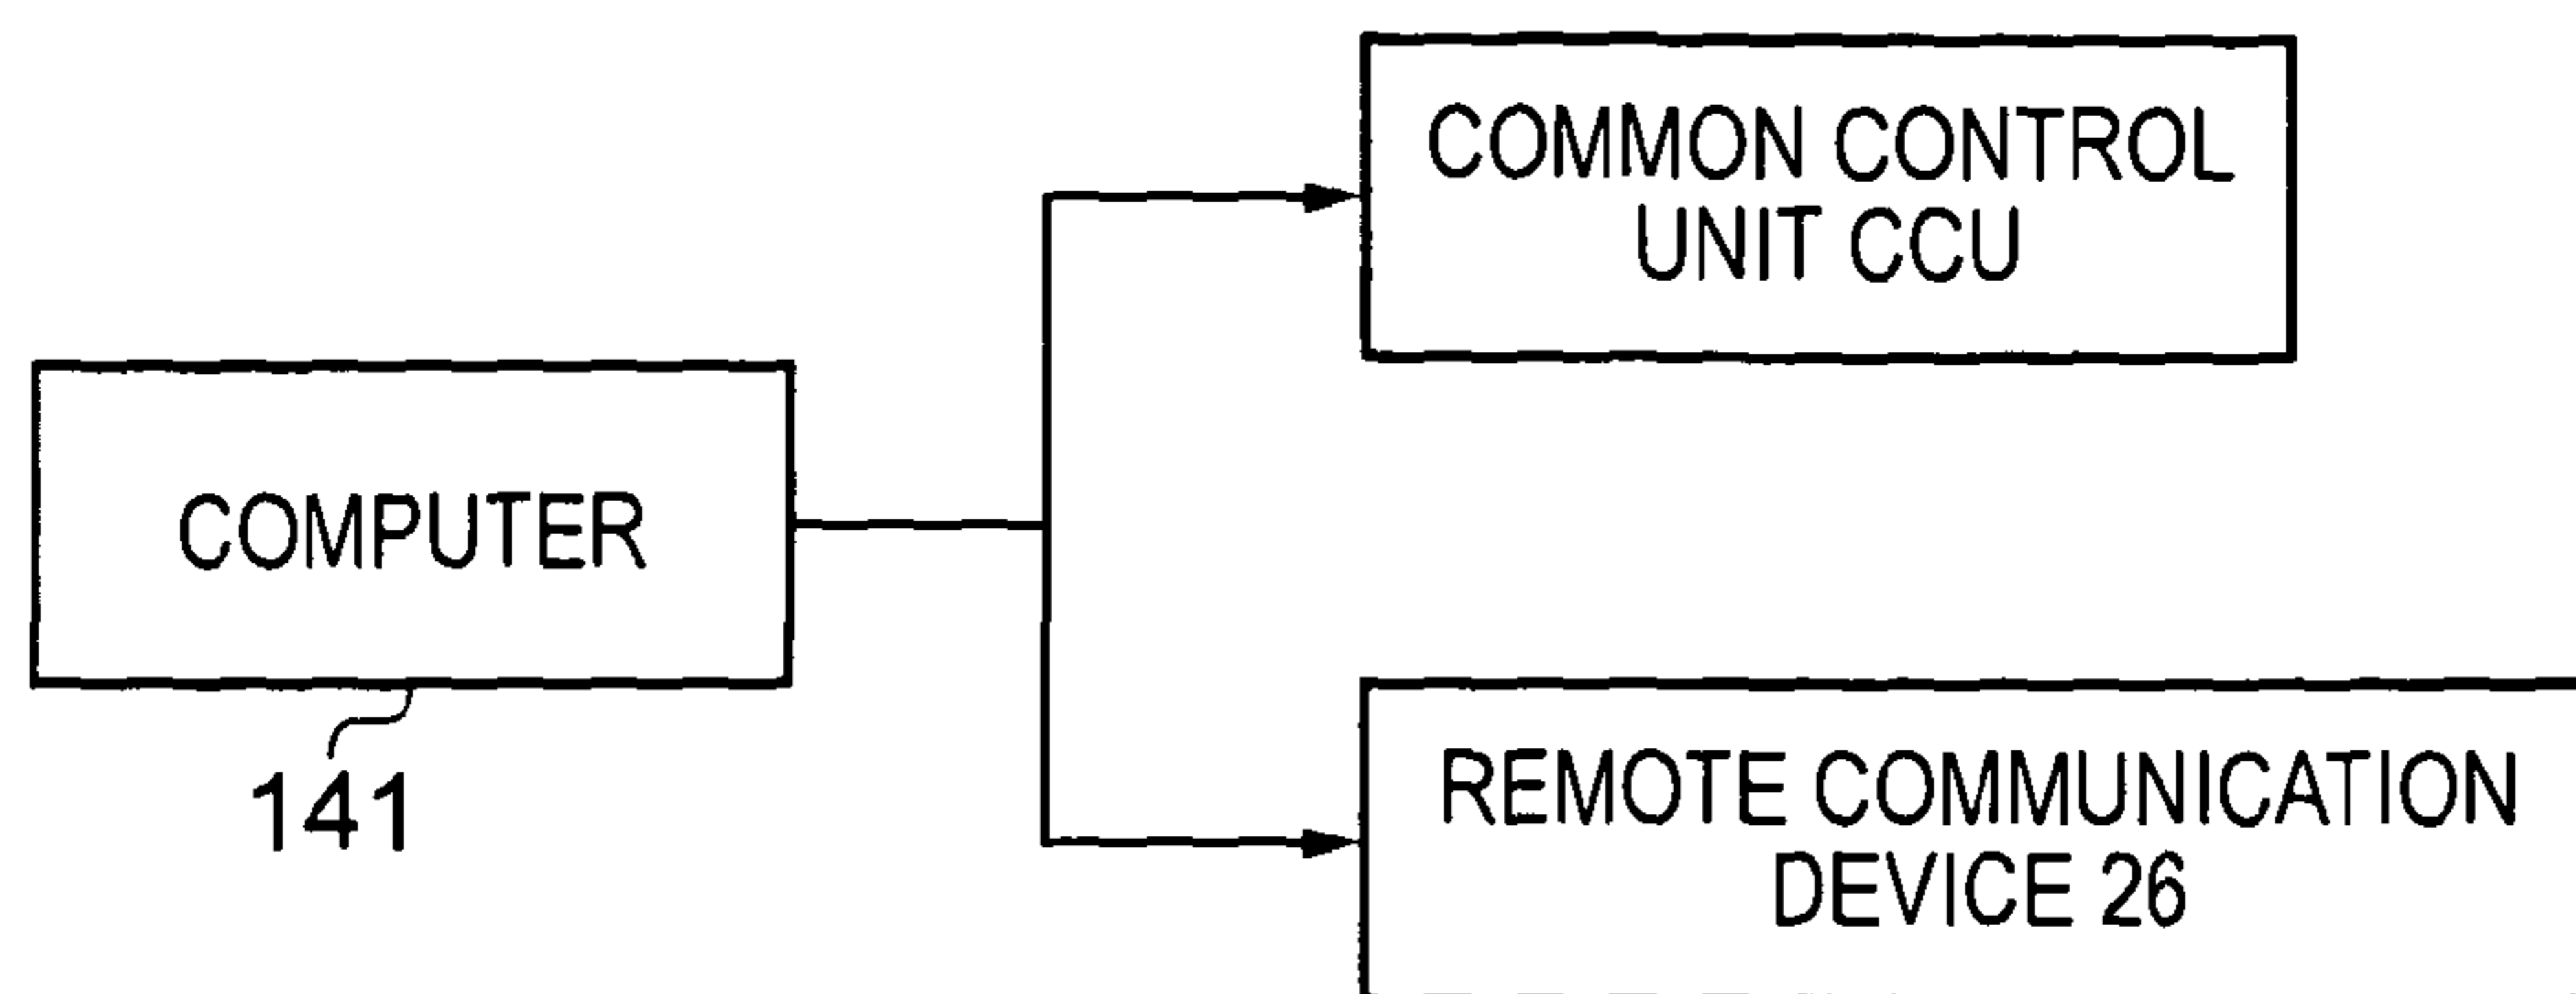 COMMON CONTROL
UNIT CCU
COMPUTER
141
REMOTE COMMUNICATION
DEVICE 26